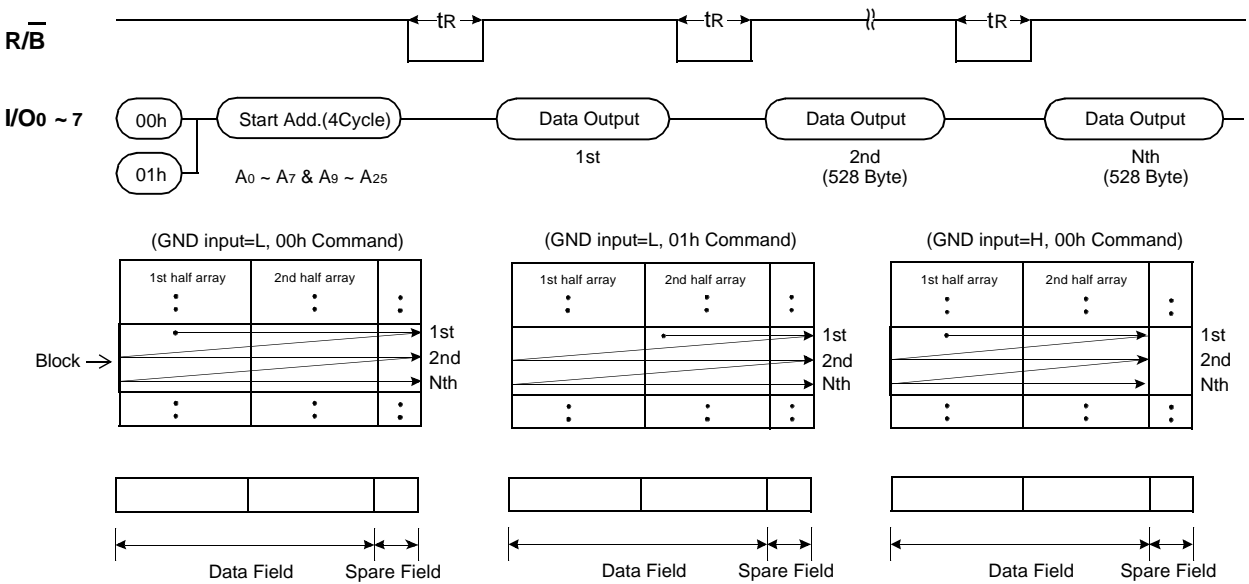 tR tR tR
R/B
I/O0 ~ 7 00h Start Add.(4Cycle) Data Output Data Output Data Output
01h A0 ~ A7 & A9 ~ A25 1st 2nd Nth
(528 Byte) (528 Byte)
(GND input=L, 00h Command) (GND input=L, 01h Command) (GND input=H, 00h Command)
1st half array 2nd half array 1st half array 2nd half array 1st half array 2nd half array
1st 1st 1st
Block 2nd 2nd 2nd
Nth Nth Nth
Data Field Spare Field Data Field Spare Field Data Field Spare Field